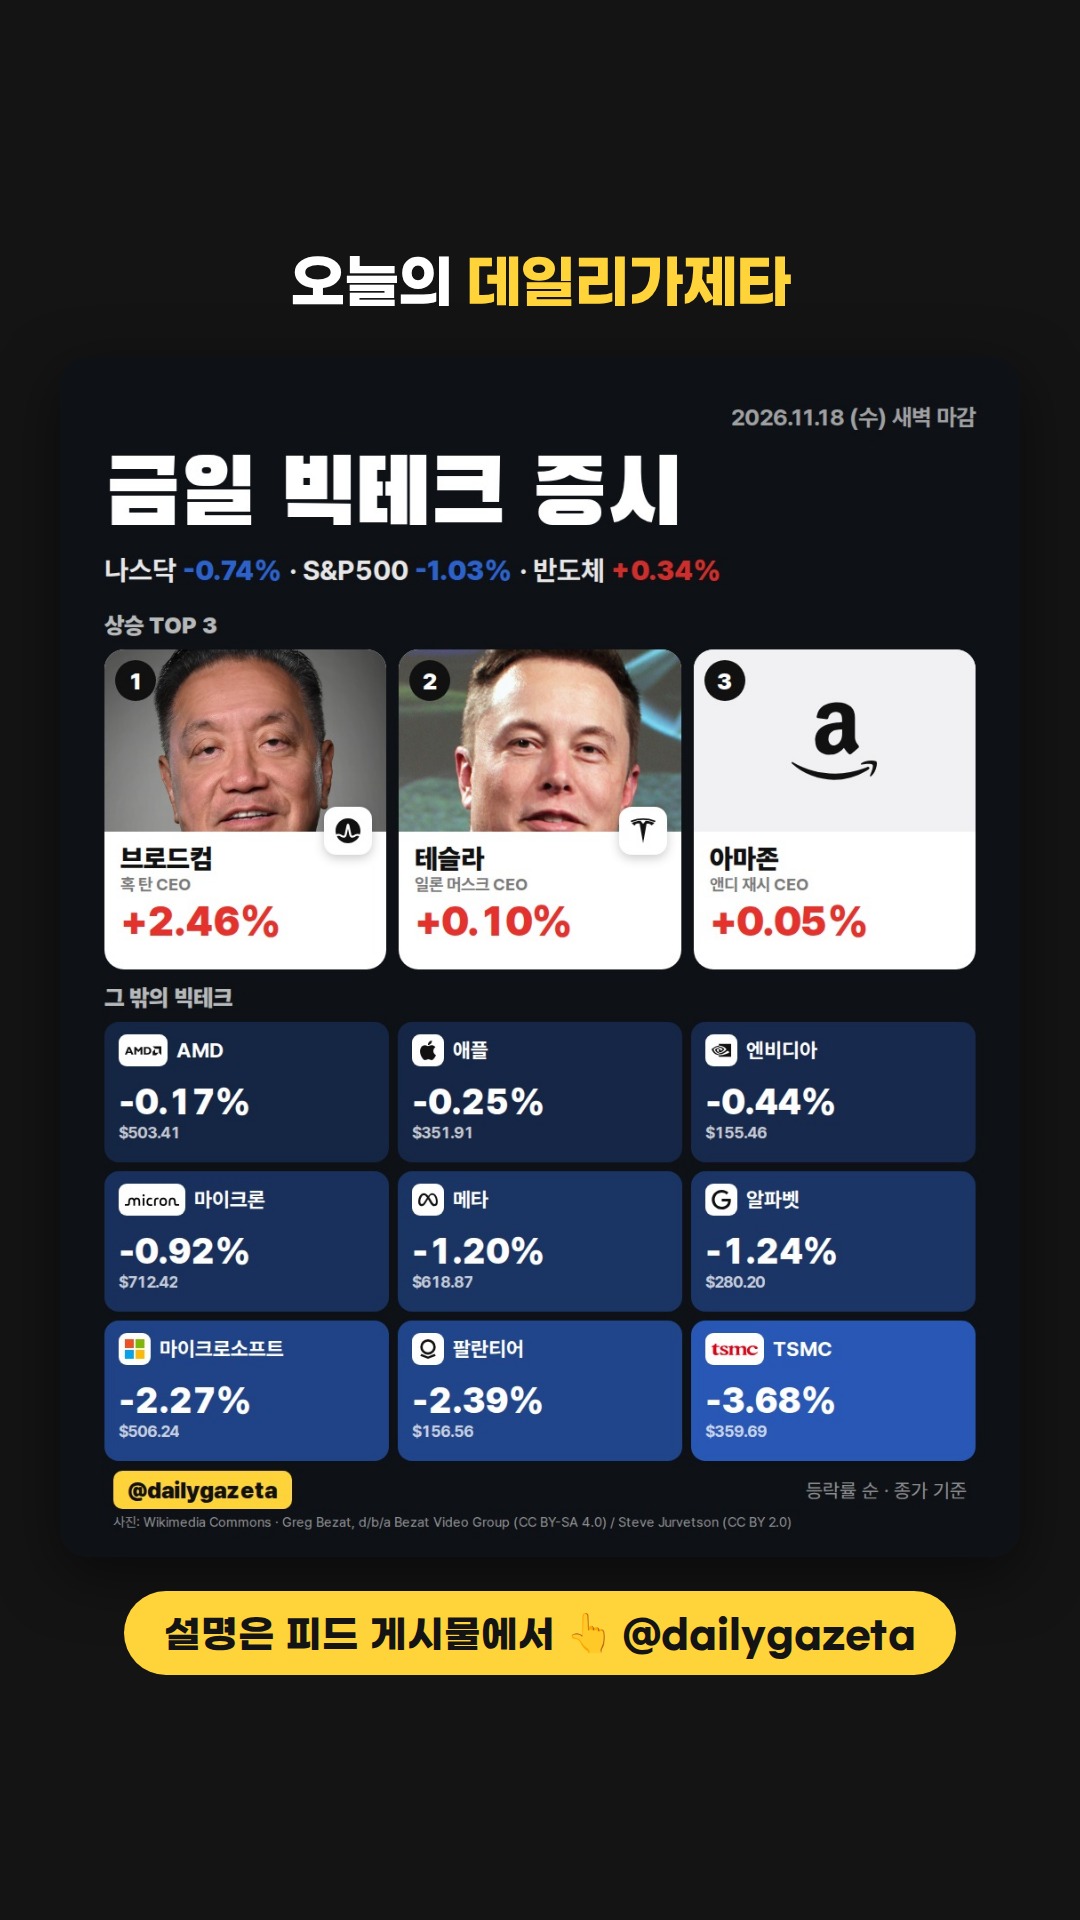 오늘의 데일리가제타
2026.11.18 (수) 새벽 마감
금일 빅테크 증시
나스닥 -0.74% · S&P500 -1.03% · 반도체 +0.34%
상승 TOP 3
1
2
3
a
브로드컴
혹 탄 CEO
+2.46%
테슬라
일론 머스크 CEO
+0.10%
아마존
앤디 재시 CEO
+0.05%
그 밖의 빅테크
AMD AMD
-0.17%
$503.41
애플
-0.25%
$351.91
엔비디아
-0.44%
$155.46
micron 마이크론
-0.92%
$712.42
메타
-1.20%
$618.87
G 알파벳
-1.24%
$280.20
마이크로소프트
-2.27%
$506.24
팔란티어
-2.39%
$156.56
tsmc TSMC
-3.68%
$359.69
@dailygazeta
등락률 순 · 종가 기준
사진: Wikimedia Commons · Greg Bezat, d/b/a Bezat Video Group (CC BY-SA 4.0) / Steve Jurvetson (CC BY 2.0)
설명은 피드 게시물에서 👆 @dailygazeta